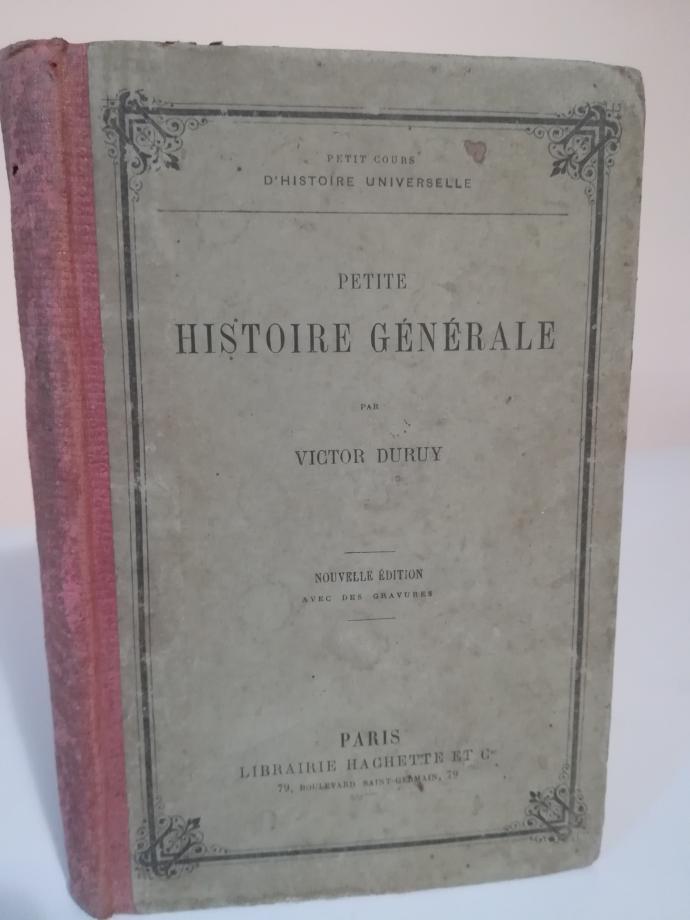 PETIT COURS
D'HISTOIRE UNIVERSELLE
PETITE
HISTOIRE GÉNÉRALE
PAR
VICTOR DURUY
NOUVELLE ÉDITION
AVEC DES GRAVURES
PARIS
LIBRAIRIE HACHETTE ET Cie
79, BOULEVARD SAINT-GERMAIN, 79